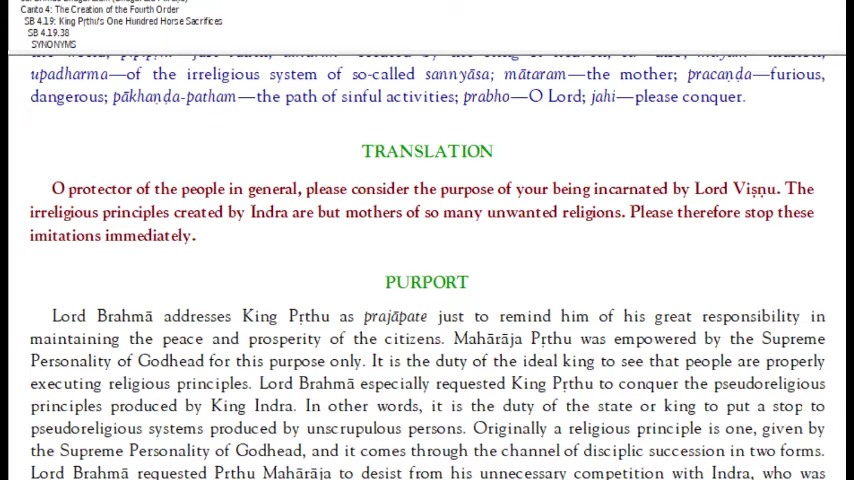 Canto 4: The Creation of the Fourth Order
SB 4.19: King Pṛthu's One Hundred Horse Sacrifices
SB 4.19.38
SYNONYMS
upadharma—of the irreligious system of so-called sannyāsa; mātaram—the mother; pracaṇḍa—furious,
dangerous; pākhaṇḍa-patham—the path of sinful activities; prabho—O Lord; jahi—please conquer.
TRANSLATION
O protector of the people in general, please consider the purpose of your being incarnated by Lord Viṣṇu. The
irreligious principles created by Indra are but mothers of so many unwanted religions. Please therefore stop these
imitations immediately.
PURPORT
Lord Brahmā addresses King Pṛthu as prajāpate just to remind him of his great responsibility in
maintaining the peace and prosperity of the citizens. Mahārāja Pṛthu was empowered by the Supreme
Personality of Godhead for this purpose only. It is the duty of the ideal king to see that people are properly
executing religious principles. Lord Brahmā especially requested King Pṛthu to conquer the pseudoreligious
principles produced by King Indra. In other words, it is the duty of the state or king to put a stop to
pseudoreligious systems produced by unscrupulous persons. Originally a religious principle is one, given by
the Supreme Personality of Godhead, and it comes through the channel of disciplic succession in two forms.
Lord Brahmā requested Pṛthu Mahārāja to desist from his unnecessary competition with Indra, who was